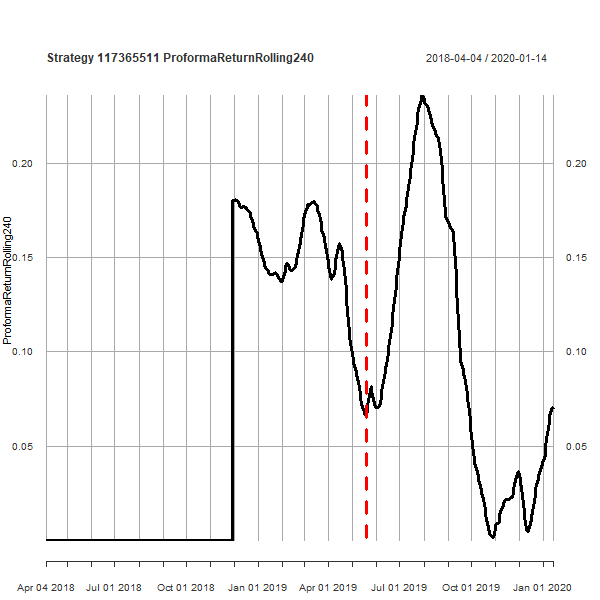 Strategy 117365511 ProformaReturnRolling240
2018-04-04 / 2020-01-14
ProformaReturnRolling240
0.20
0.15
0.10
0.05
0.20
0.15
0.10
0.05
Apr 04 2018
Jul 01 2018
Oct 01 2018
Jan 01 2019
Apr 01 2019
Jul 01 2019
Oct 01 2019
Jan 01 2020